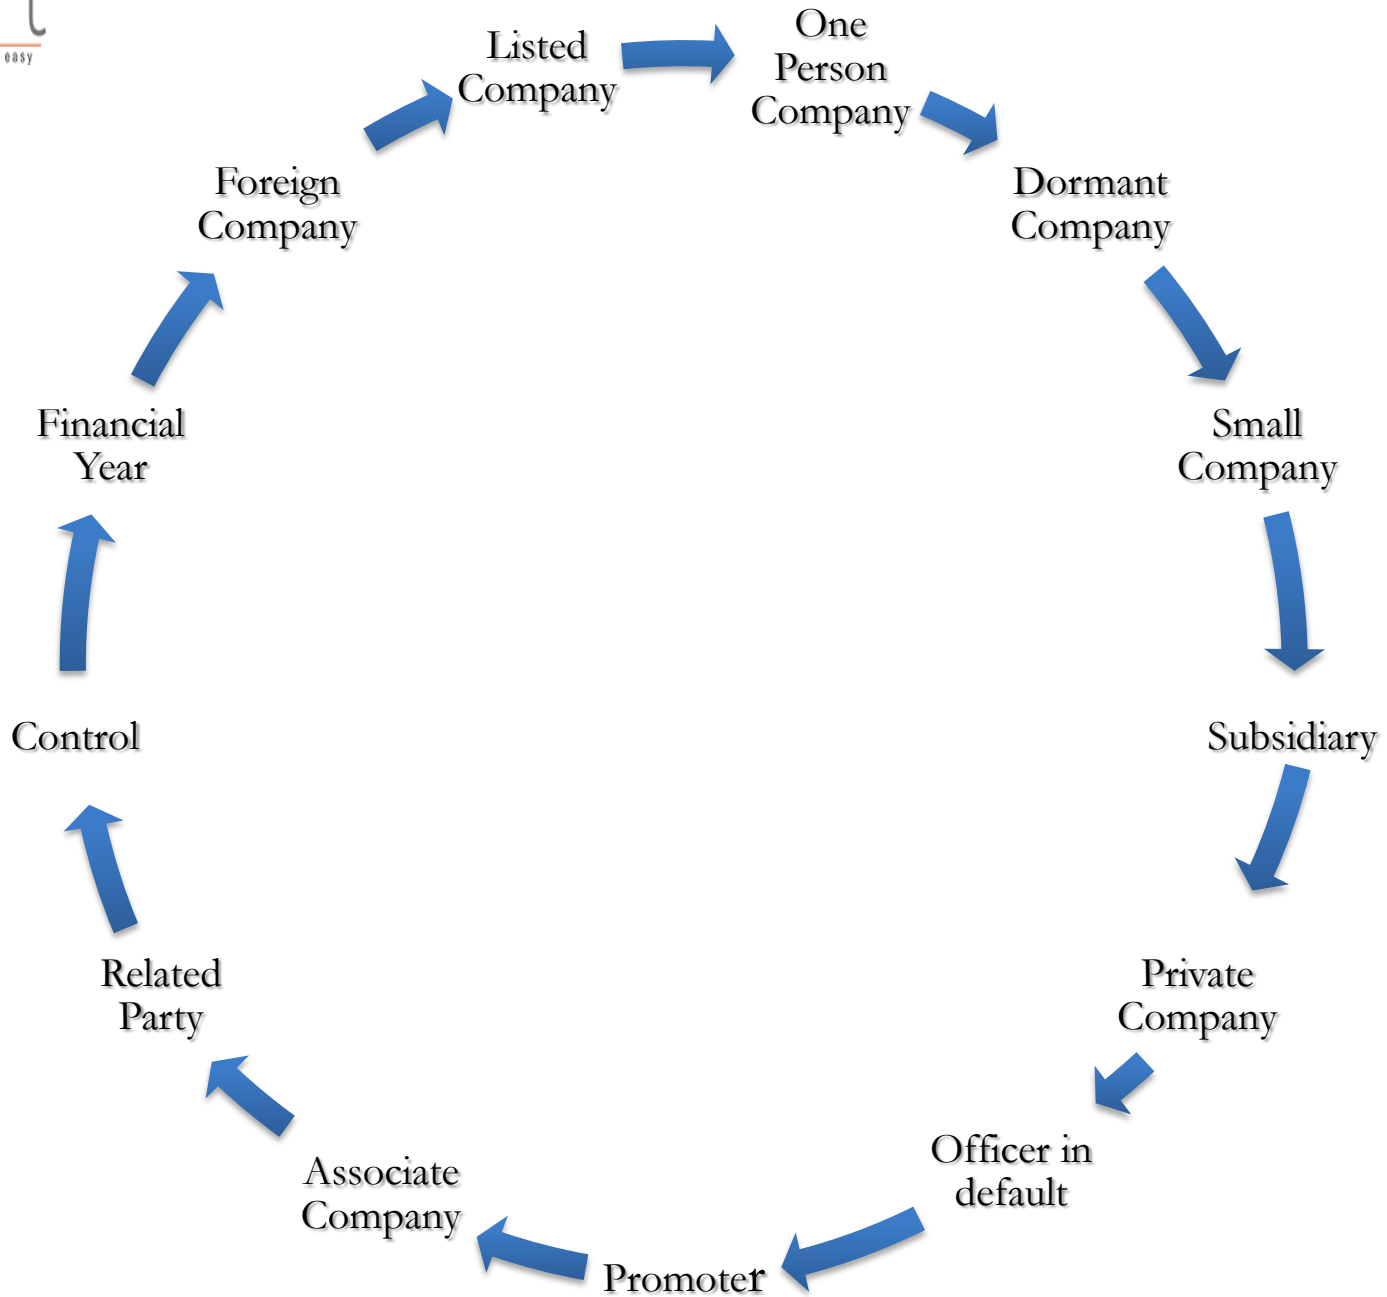 easy
One
Person
Company
Dormant
Company
Small
Company
Subsidiary
Private
Company
Officer in
default
Promoter
Associate
Company
Related
Party
Control
Financial
Year
Foreign
Company
Listed
Company